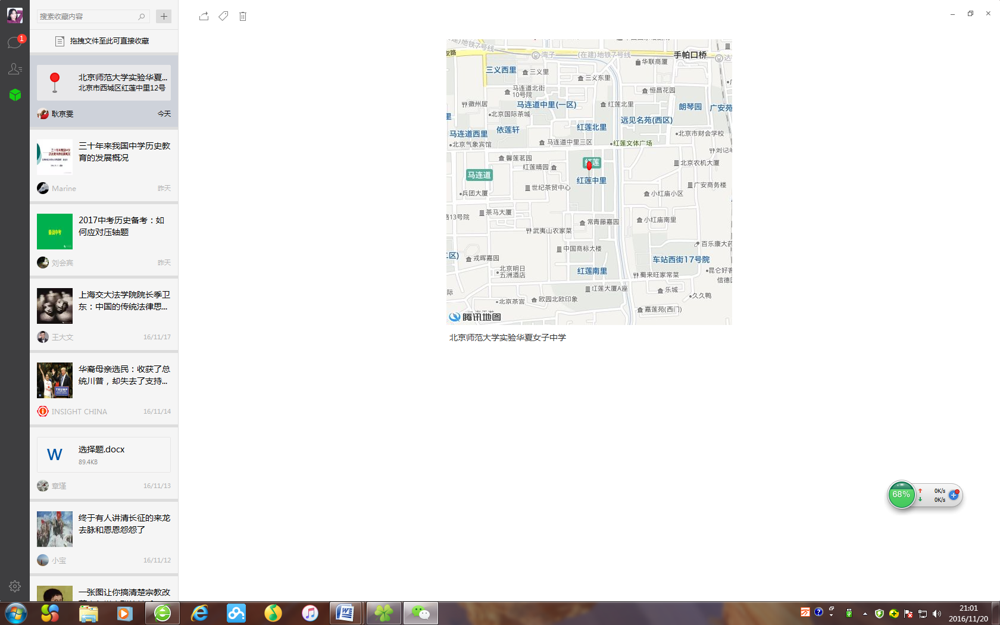 搜索收藏内容
拖拽文件至此可直接收藏
1
北京师范大学实验华夏...
北京市西城区红莲中里12号
耿京雯
今天
三十年来我国中学历史教
育的发展概况
Marine
昨天
备战中考
2017中考历史备考：如
何应对压轴题
刘会宾
昨天
上海交大法学院院长季卫
东：中国的传统法律思...
王大文
16/11/17
TRUMP
华裔母亲选民：收获了总
统川普，却失去了支持...
INSIGHT CHINA
16/11/14
W
选择题.docx
89.4KB
章瑾
16/11/13
终于有人讲清长征的来龙
去脉和恩恩怨怨了
小宝
16/11/12
一张图让你搞清楚宗教改
(在建)地铁7号线
安路
湾子
(在建)地铁7号线
手帕口桥
达
华联商厦
三义西里
三义里
三义东里
马连道北街
10号院
恒昌花园
徽州居
马连道中里(一区)
红莲北里
朗琴园
广安苑
北京国际茶城
里
远见名苑(西区)
依莲轩
红莲北里
马连道西里
北京市财会学校
北京气象宾馆
马连道中里三区
红莲文体广场
刘记羊
馨莲茗园
红莲晴园
红莲
北京农机大厦
马连道
红莲中里
世纪茶贸中心
广安商务楼
兵团大厦
小红庙小区
茶马大厦
路13号院
常青藤嘉园
小红庙南里
武夷山农家菜
中国商标大楼
百乐康大药
二区)
戎晖嘉园
车站西街17号院
北京明日
五洲酒店
红莲南里
蜀来旺家常菜
昆仑好客
信德园
际
红莲大厦A座
乐城
久久鸭
北京茶宫
欧园北欧印象
嘉莲苑(西门)
腾讯地图
北京师范大学实验华夏女子中学
68%
0K/s
0K/s
21:01
2016/11/20